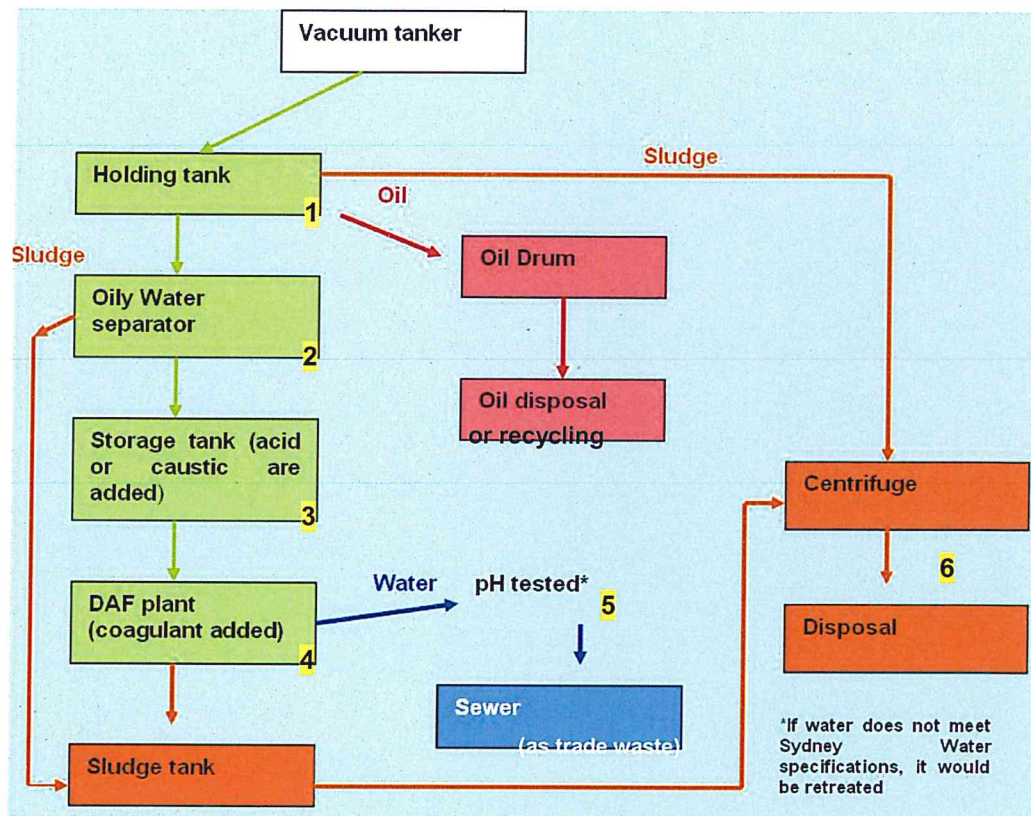 Vacuum tanker
Holding tank
1
Sludge
Oil
Sludge
Oil Drum
Oily Water
separator
2
Oil disposal
or recycling
Storage tank (acid
or caustic are
added)
3
Centrifuge
6
Water
pH tested*
5
DAF plant
(coagulant added)
4
Disposal
Sewer
(as trade waste)
*If water does not meet
Sydney Water
specifications, it would
be retreated
Sludge tank